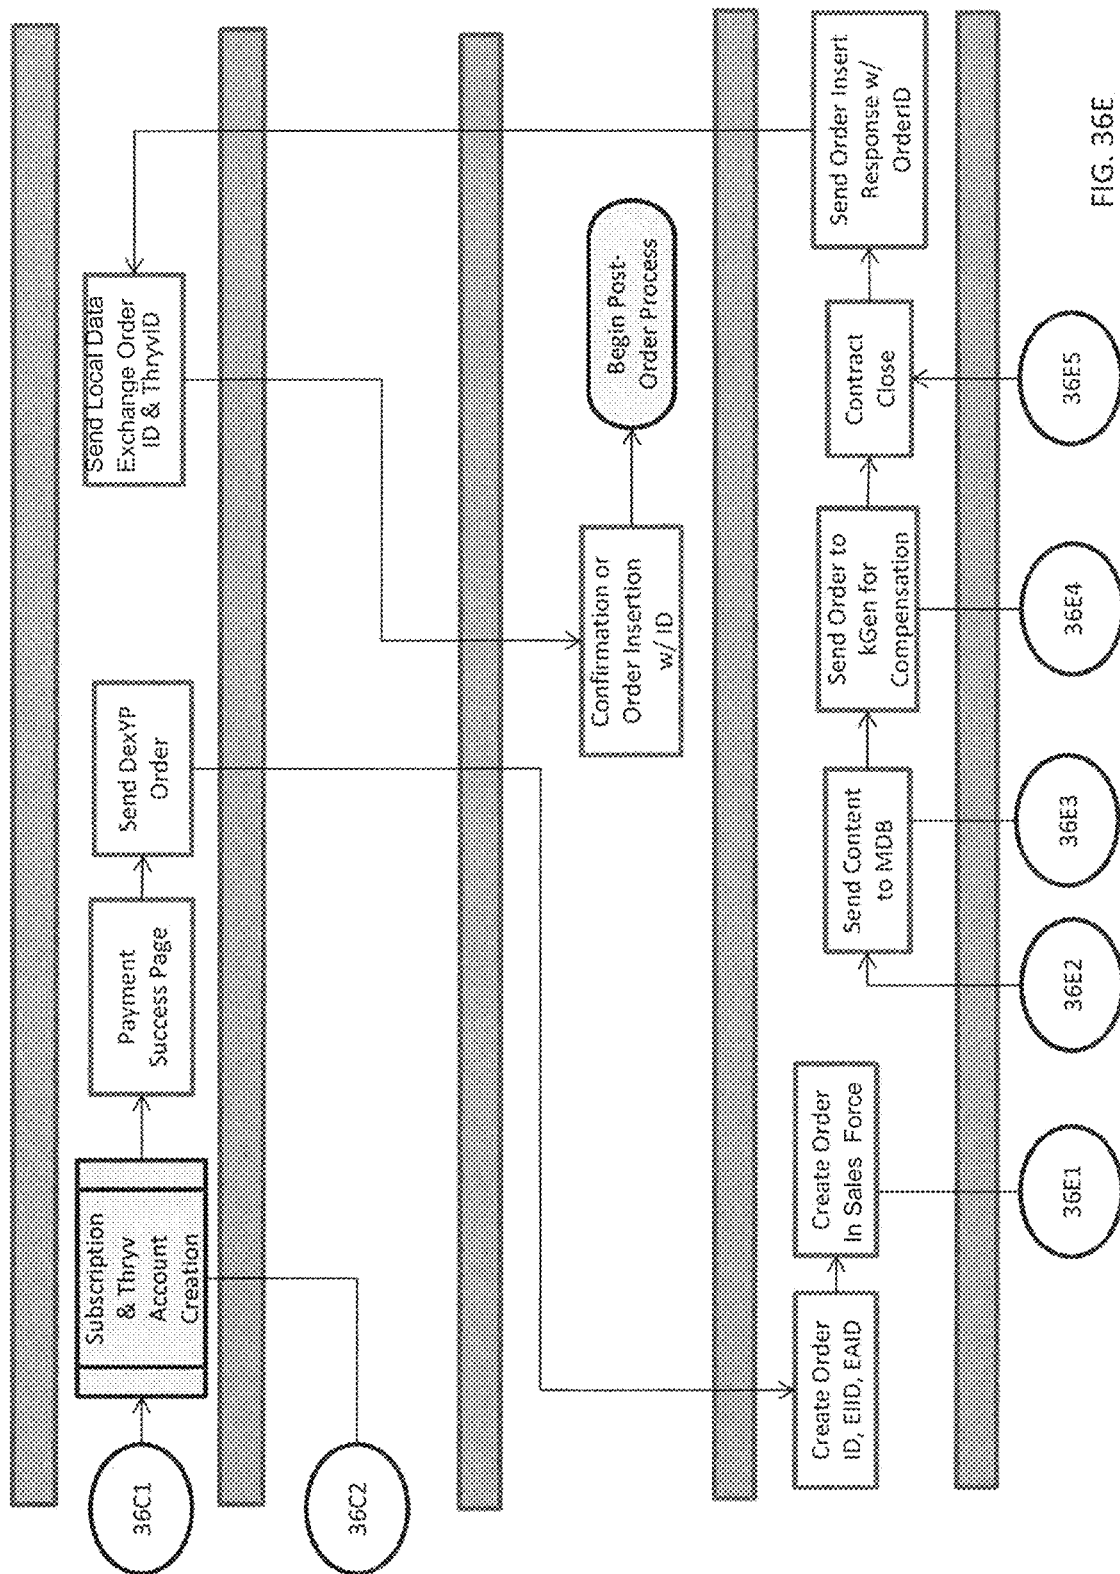 36C1
Subscription
& Thryv
Account
Creation
Payment
Success Page
Send DexYP
Order
Send Local Data
Exchange Order
ID & ThryvID
36C2
Confirmation or
Order Insertion
w/ ID
Begin Post-
Order Process
Create Order
ID, EIID, EAID
Create Order
In Sales Force
Send Content
to MDB
Send Order to
kGen for
Compensation
Contract
Close
Send Order Insert
Response w/
OrderID
36E1
36E2
36E3
36E4
36E5
FIG. 36E